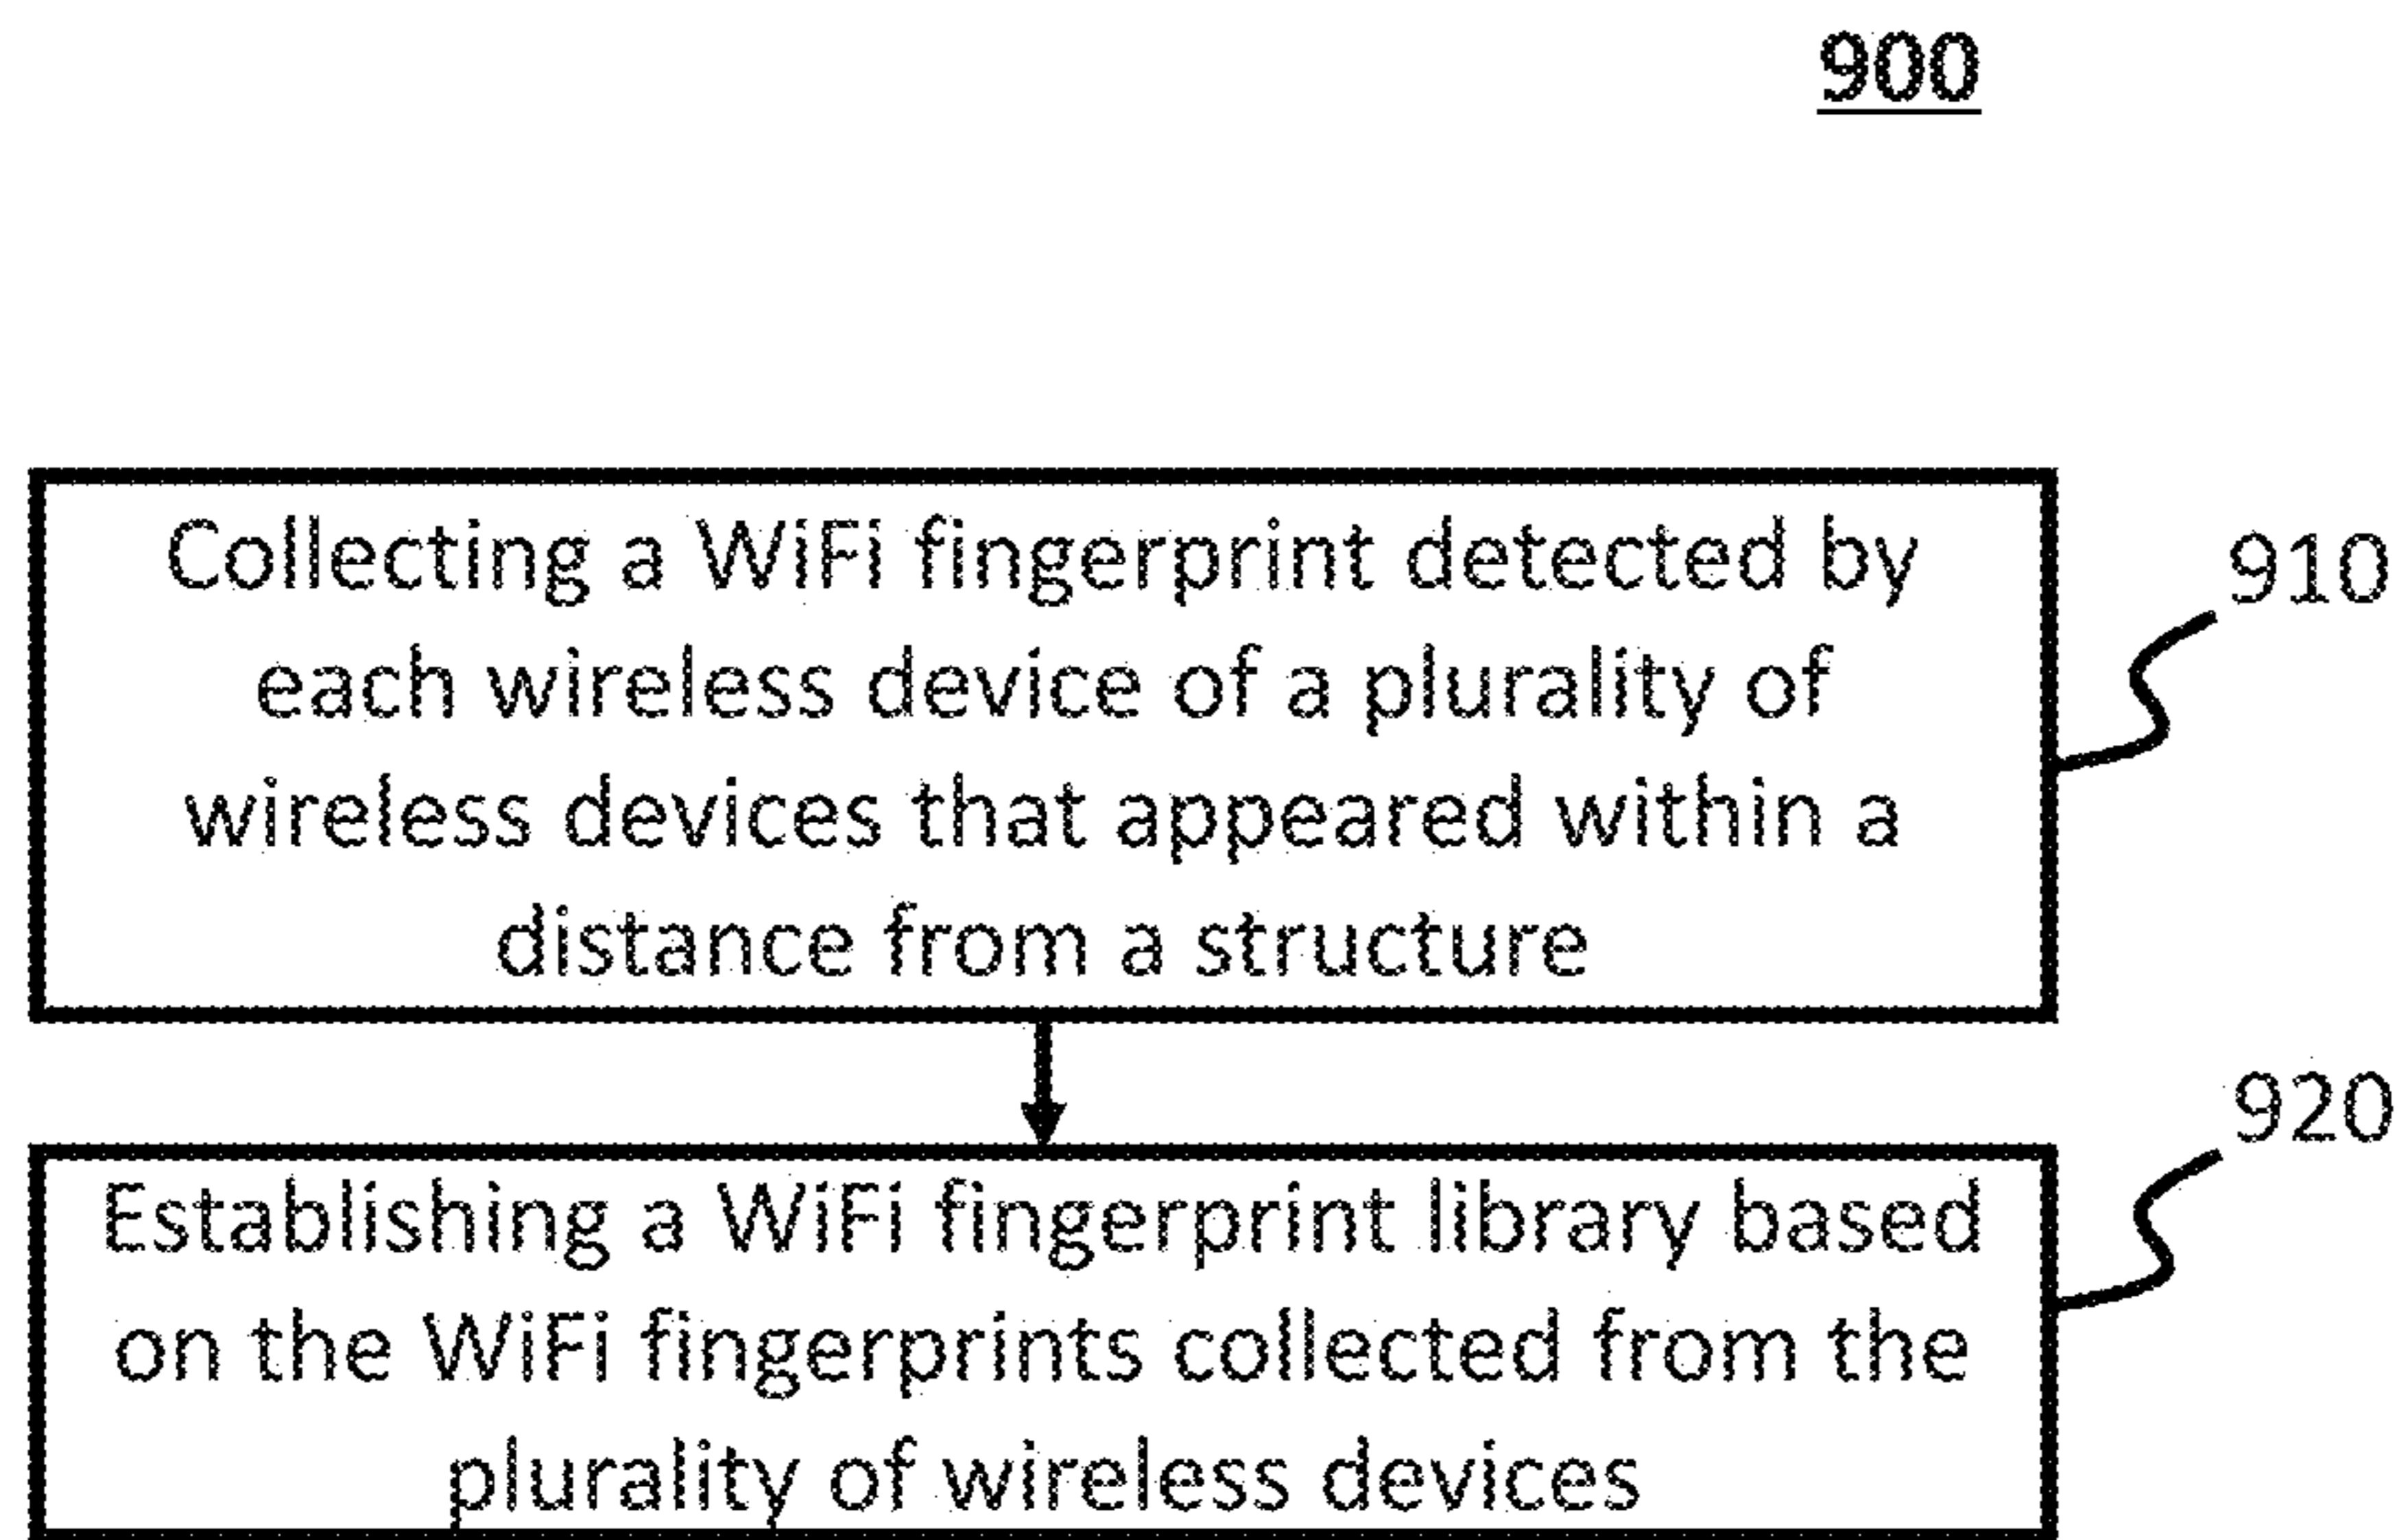 900
Collecting a WiFi fingerprint detected by
each wireless device of a plurality of
wireless devices that appeared within a
distance from a structure
910
920
Establishing a WiFi fingerprint library based
on the WiFi fingerprints collected from the
plurality of wireless devices